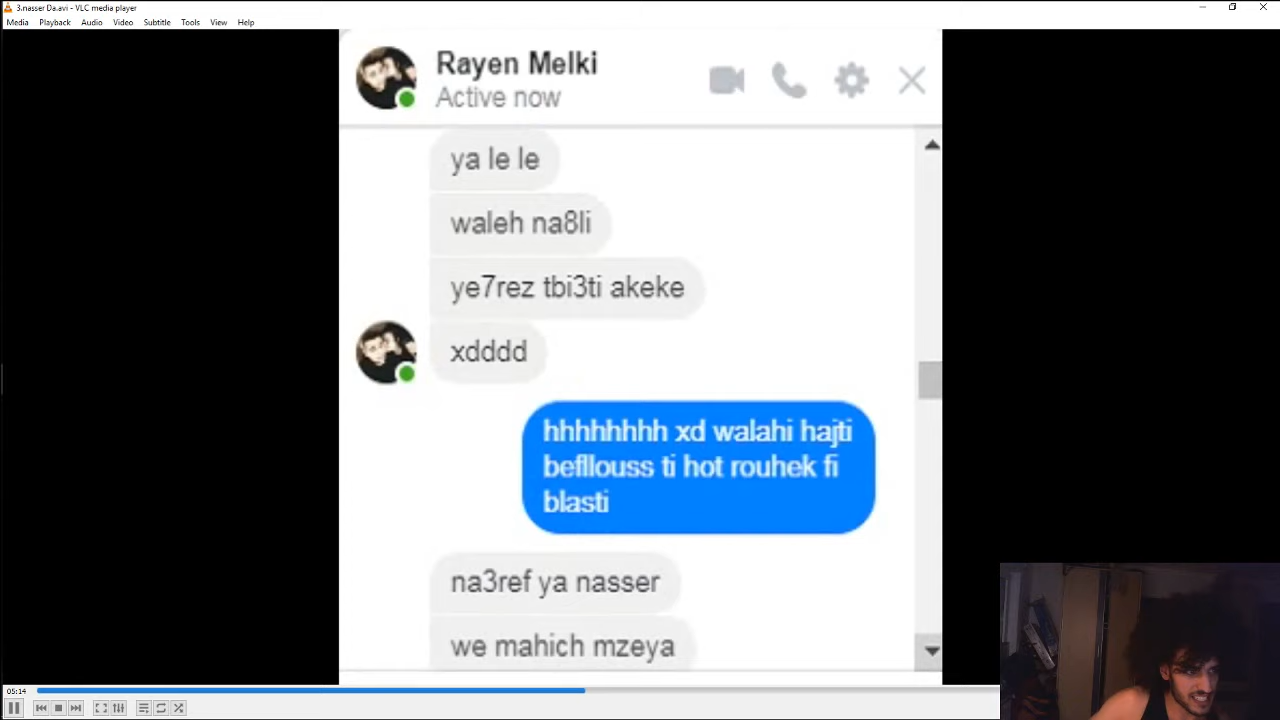 3.nasser Da.avi - VLC media player
Media Playback Audio Video Subtitle Tools View Help
Rayen Melki
Active now
ya le le
waleh na8li
ye7rez tbi3ti akeke
xdddd
hhhhhhhh xd walahi hajti
befllouss ti hot rouhek fi
blasti
na3ref ya nasser
we mahich mzeya
05:14